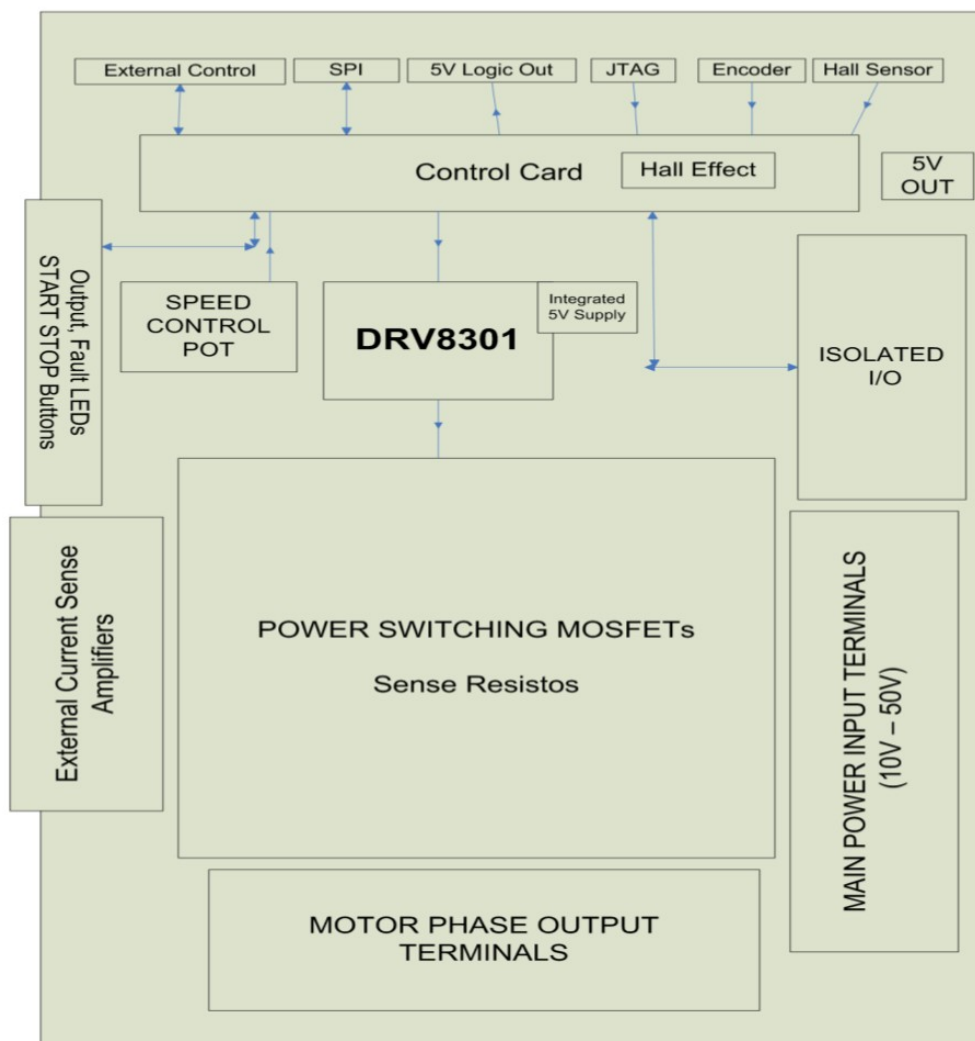 External Control
SPI
5V Logic Out
JTAG
Encoder
Hall Sensor
Control Card
Hall Effect
5V
OUT
Output, Fault LEDs
START STOP Buttons
SPEED
CONTROL
POT
DRV8301
Integrated
5V Supply
ISOLATED
I/O
External Current Sense
Amplifiers
POWER SWITCHING MOSFETs
Sense Resistos
MAIN POWER INPUT TERMINALS
(10V – 50V)
MOTOR PHASE OUTPUT
TERMINALS